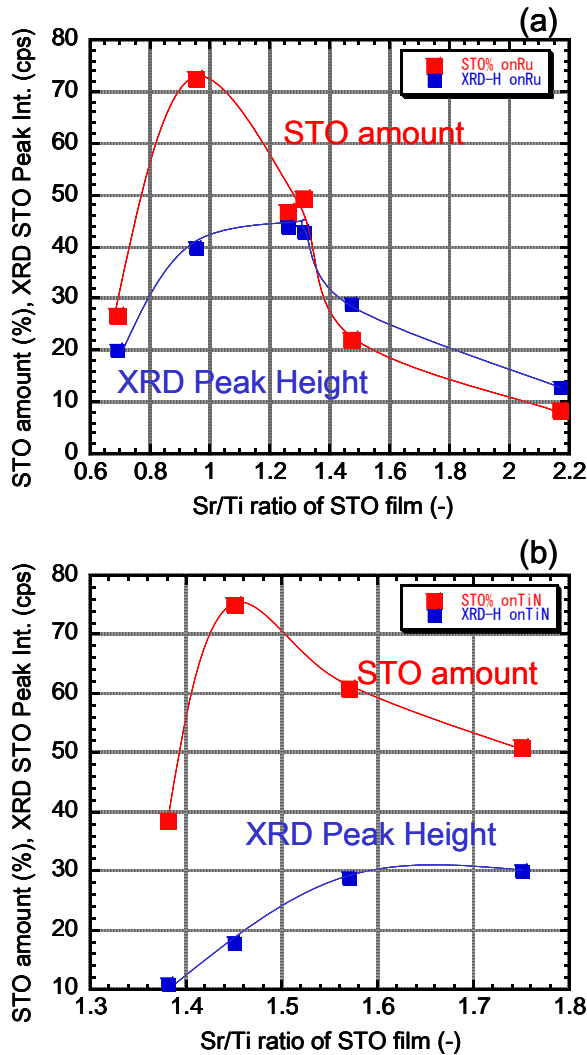 (a)
80
70
60
50
40
30
20
10
0
STO amount (%), XRD STO Peak Int. (cps)
STO% onRu
XRD-H onRu
STO amount
XRD Peak Height
0.6 0.8 1 1.2 1.4 1.6 1.8 2 2.2
Sr/Ti ratio of STO film (-)
(b)
80
70
60
50
40
30
20
10
STO amount (%), XRD STO Peak Int. (cps)
STO% onTiN
XRD-H onTiN
STO amount
XRD Peak Height
1.3 1.4 1.5 1.6 1.7 1.8
Sr/Ti ratio of STO film (-)